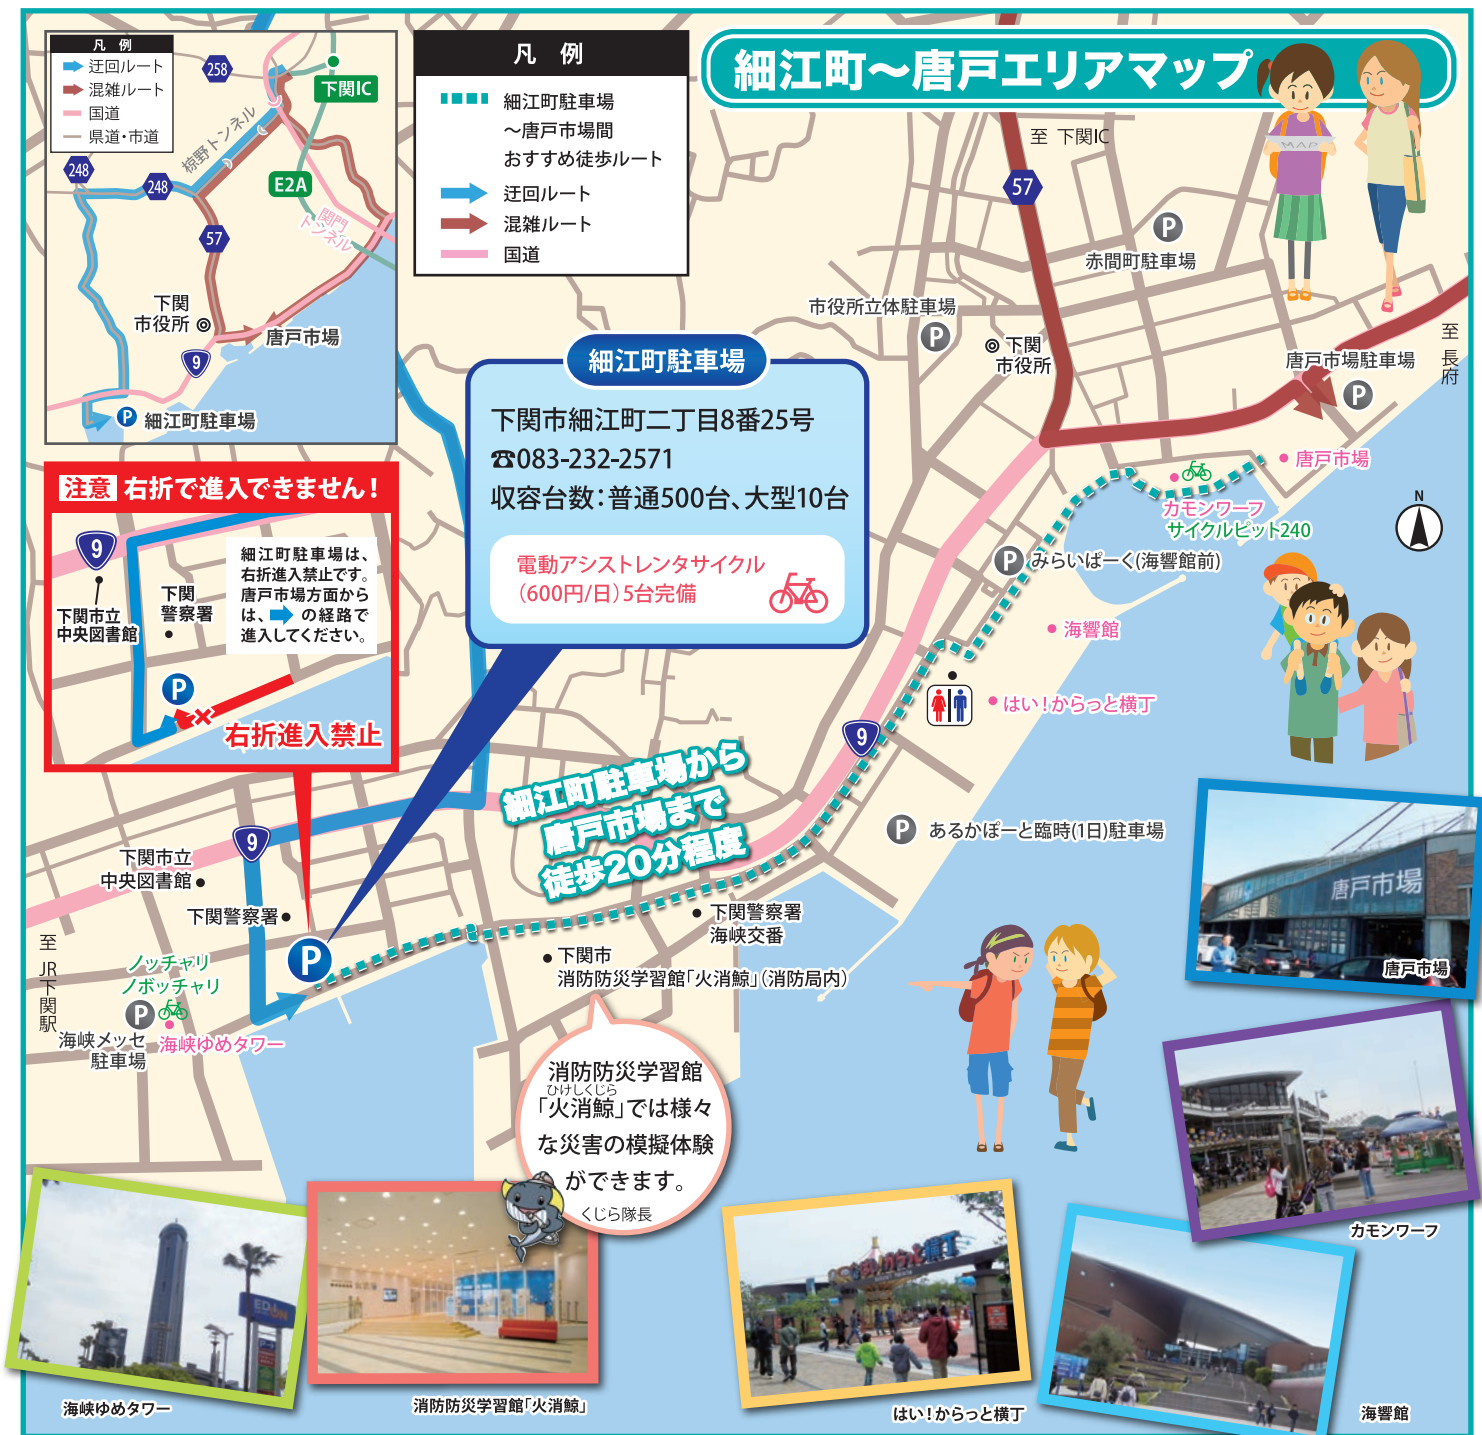 細江町～唐戸エリアマップ
凡 例
迂回ルート
混雑ルート
国道
県道・市道
258
下関IC
椋野トンネル
248
248
E2A
57
関門
トンネル
下関
市役所
唐戸市場
9
P
細江町駐車場
凡 例
細江町駐車場
～唐戸市場間
おすすめ徒歩ルート
迂回ルート
混雑ルート
国道
至 下関IC
57
MAP
P
赤間町駐車場
市役所立体駐車場
P
下関
市役所
至 長府
唐戸市場駐車場
P
唐戸市場
カモンワーフ
サイクルピット240
N
細江町駐車場
下関市細江町二丁目8番25号
☎083-232-2571
収容台数：普通500台、大型10台
電動アシストレンタサイクル
（600円/日）5台完備
注意 右折で進入できません！
9
細江町駐車場は、
右折進入禁止です。
唐戸市場方面から
は、 の経路で
進入してください。
下関市立
中央図書館
下関
警察署
P
右折進入禁止
P みらいぱーく(海響館前)
海響館
はい！からっと横丁
9
細江町駐車場から
唐戸市場まで
徒歩20分程度
P あるかぽーと臨時(1日)駐車場
9
下関市立
中央図書館
下関警察署
P
至 JR下関駅
ノッチャリ
ノボッチャリ
P
海峡メッセ
駐車場
海峡ゆめタワー
下関警察署
海峡交番
下関市
消防防災学習館「火消鯨」（消防局内）
消防防災学習館
ひけしくじら
「火消鯨」では様々
な災害の模擬体験
ができます。
くじら隊長
唐戸市場
唐戸市場
カモンワーフ
海峡ゆめタワー
消防防災学習館「火消鯨」
はい！からっと横丁
はい！からっと横丁
海響館